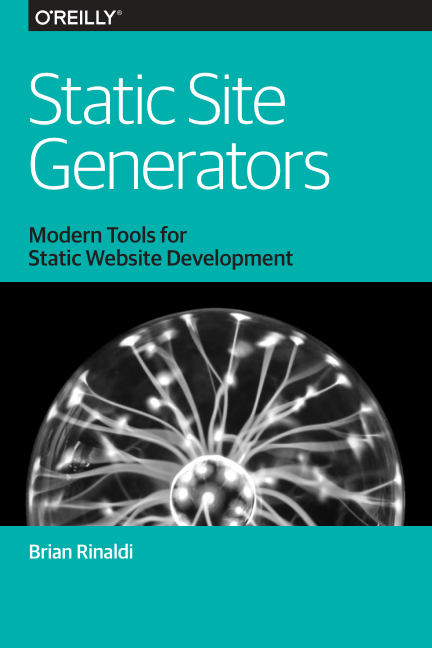 O'REILLY®
Static Site
Generators
Modern Tools for
Static Website Development
Brian Rinaldi